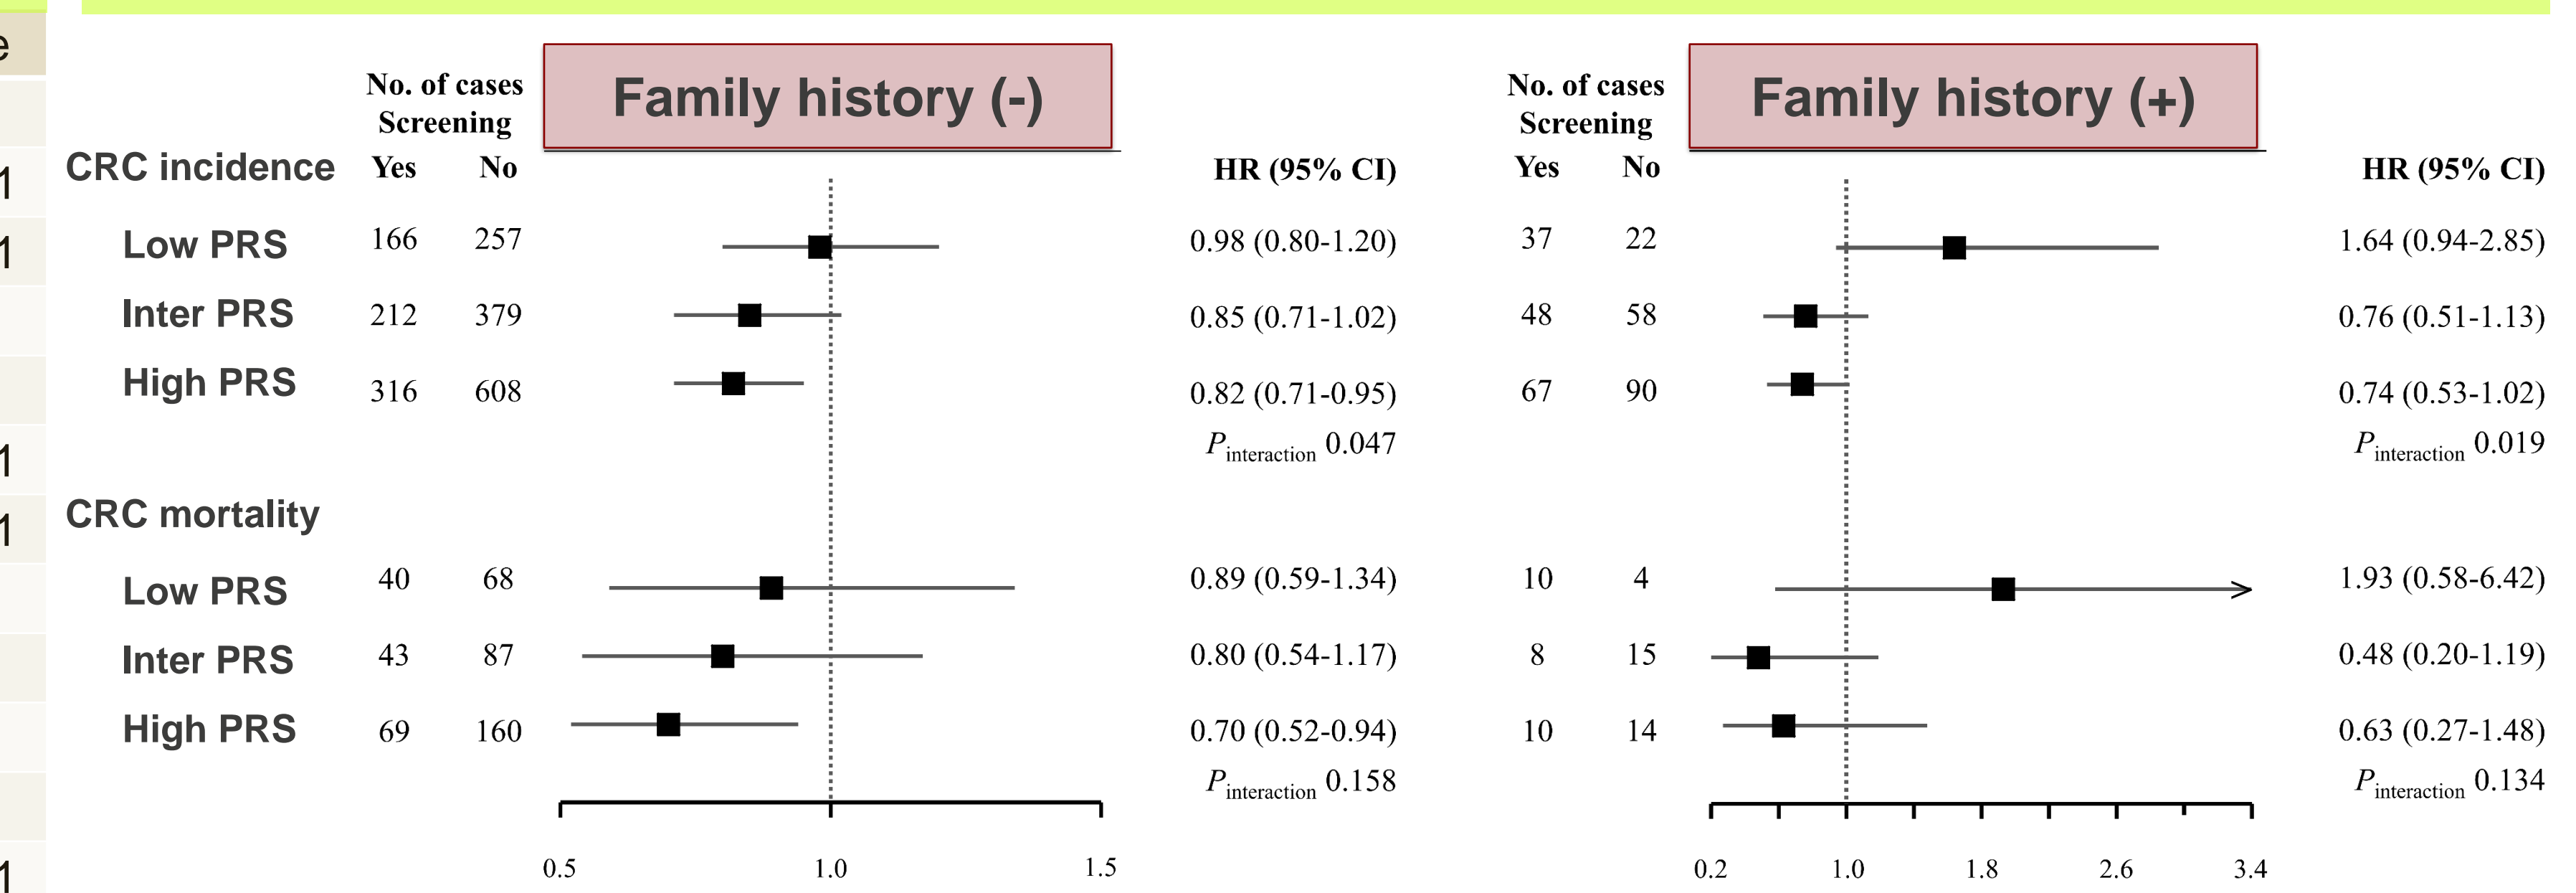 e
1
1
1
1
1
No. of cases
Screening
Family history (-)
No. of cases
Screening
Family history (+)
CRC incidence Yes No HR (95% CI) Yes No HR (95% CI)
Low PRS 166 257 0.98 (0.80-1.20) 37 22 1.64 (0.94-2.85)
Inter PRS 212 379 0.85 (0.71-1.02) 48 58 0.76 (0.51-1.13)
High PRS 316 608 0.82 (0.71-0.95) 67 90 0.74 (0.53-1.02)
Pinteraction 0.047 Pinteraction 0.019
CRC mortality
Low PRS 40 68 0.89 (0.59-1.34) 10 4 1.93 (0.58-6.42)
Inter PRS 43 87 0.80 (0.54-1.17) 8 15 0.48 (0.20-1.19)
High PRS 69 160 0.70 (0.52-0.94) 10 14 0.63 (0.27-1.48)
Pinteraction 0.158 Pinteraction 0.134
0.5 1.0 1.5 0.2 1.0 1.8 2.6 3.4